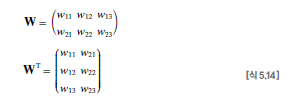 W = ( w₁₁ w₁₂ w₁₃
w₂₁ w₂₂ w₂₃ )
Wᵀ = ( w₁₁ w₂₁
w₁₂ w₂₂
w₁₃ w₂₃ )
[식 5.14]